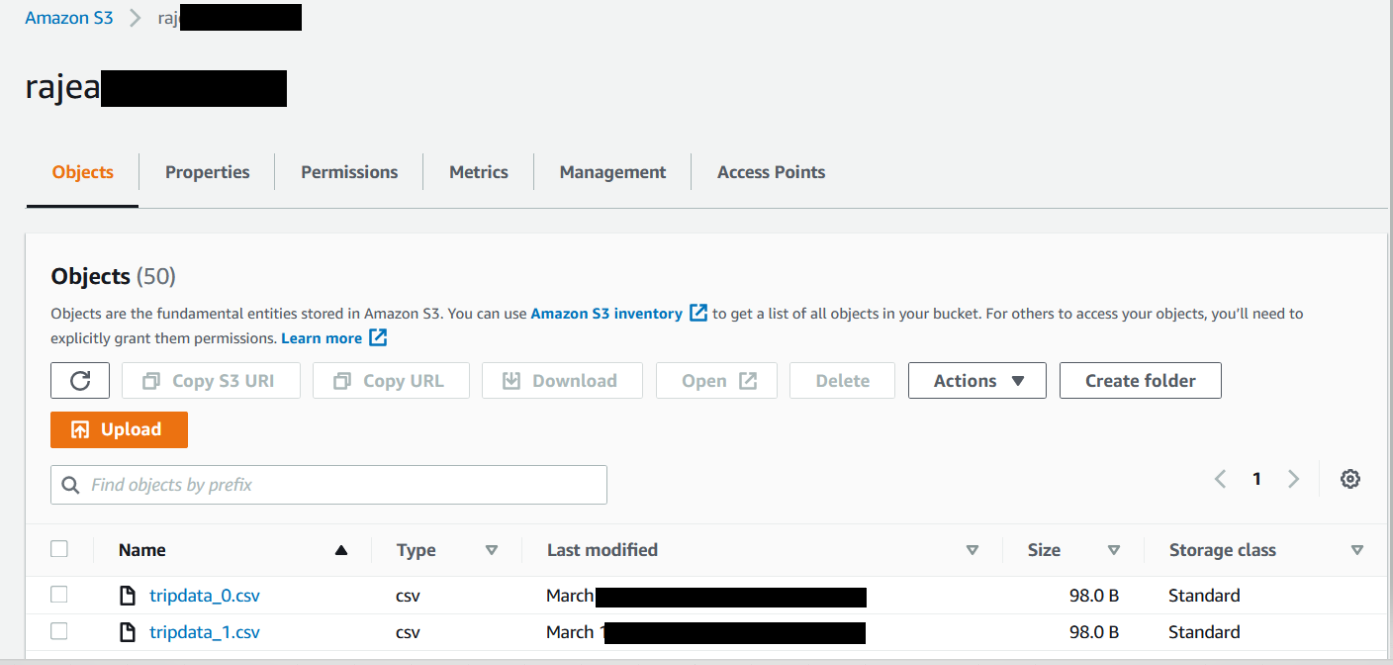 Amazon S3 > raj
rajea
Objects Properties Permissions Metrics Management Access Points
Objects (50)
Objects are the fundamental entities stored in Amazon S3. You can use Amazon S3 inventory to get a list of all objects in your bucket. For others to access your objects, you'll need to
explicitly grant them permissions. Learn more
Copy S3 URI Copy URL Download Open Delete Actions Create folder
Upload
Find objects by prefix 1
Name Type Last modified Size Storage class
tripdata_0.csv csv March 98.0 B Standard
tripdata_1.csv csv March 1 98.0 B Standard